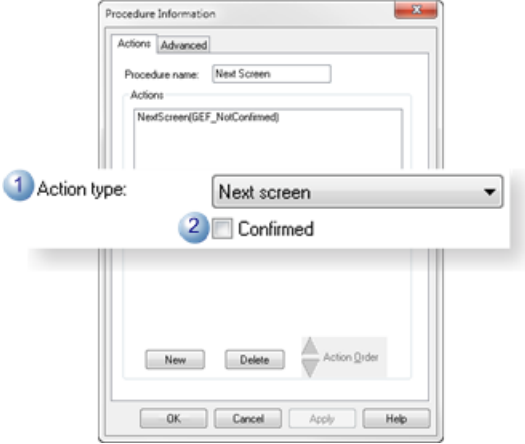 Procedure Information
x
Actions Advanced
Procedure name: Next Screen
Actions
NextScreen(GEF_NotConfirmed)
1 Action type: Next screen
2 Confirmed
New Delete Action Order
OK Cancel Apply Help